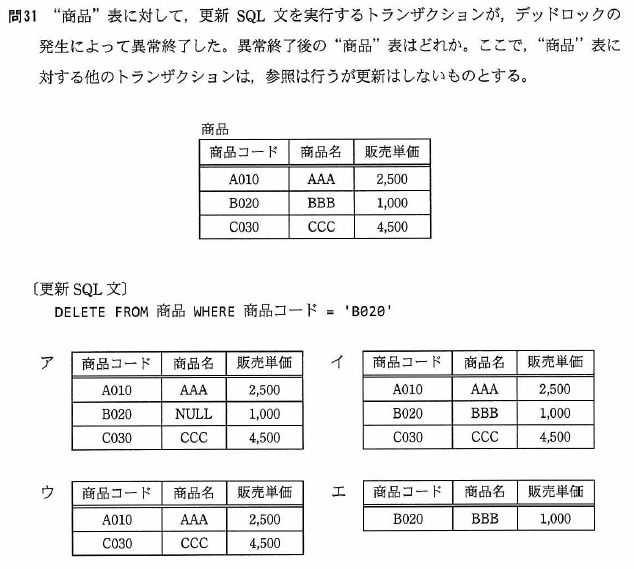 問31 “商品”表に対して，更新 SQL 文を実行するトランザクションが，デッドロックの
発生によって異常終了した。異常終了後の“商品”表はどれか。ここで，“商品”表に
対する他のトランザクションは，参照は行うが更新はしないものとする。
商品
商品コード 商品名 販売単価
A010 AAA 2,500
B020 BBB 1,000
C030 CCC 4,500
〔更新 SQL 文〕
DELETE FROM 商品 WHERE 商品コード = 'B020'
ア
商品コード 商品名 販売単価
A010 AAA 2,500
B020 NULL 1,000
C030 CCC 4,500
イ
商品コード 商品名 販売単価
A010 AAA 2,500
B020 BBB 1,000
C030 CCC 4,500
ウ
商品コード 商品名 販売単価
A010 AAA 2,500
C030 CCC 4,500
エ
商品コード 商品名 販売単価
B020 BBB 1,000